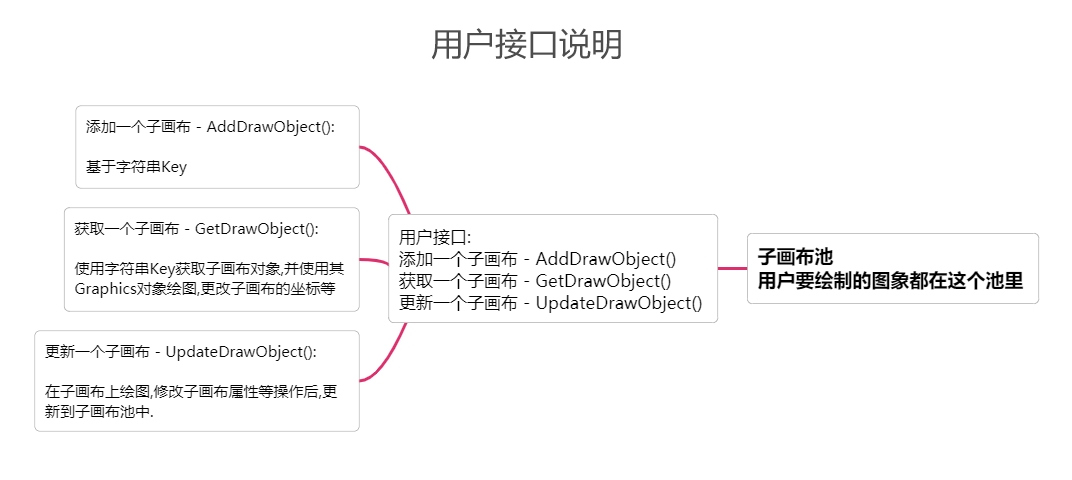 用户接口说明
添加一个子画布 - AddDrawObject():
基于字符串Key
获取一个子画布 - GetDrawObject():
使用字符串Key获取子画布对象,并使用其
Graphics对象绘图,更改子画布的坐标等
更新一个子画布 - UpdateDrawObject():
在子画布上绘图,修改子画布属性等操作后,更
新到子画布池中.
用户接口:
添加一个子画布 - AddDrawObject()
获取一个子画布 - GetDrawObject()
更新一个子画布 - UpdateDrawObject()
子画布池
用户要绘制的图象都在这个池里